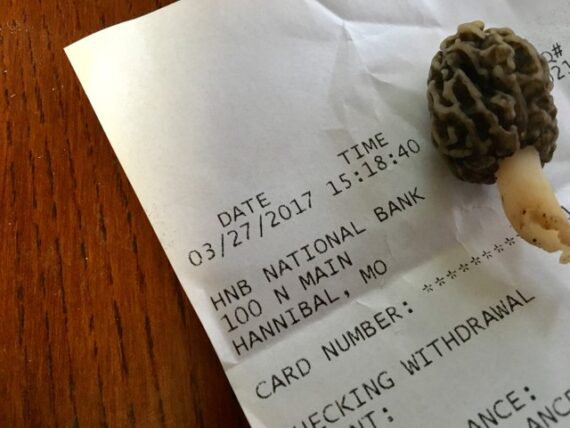 DATE TIME
03/27/2017 15:18:40
HNB NATIONAL BANK
100 N MAIN
HANNIBAL, MO
CARD NUMBER: ********
CHECKING WITHDRAWAL